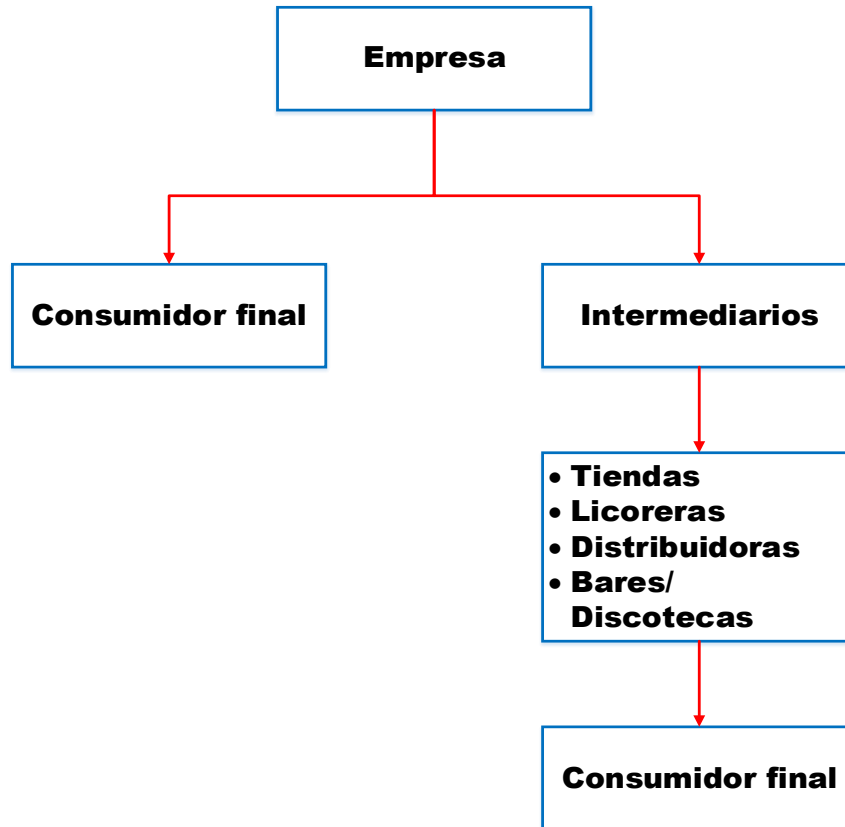 Empresa
Consumidor final
Intermediarios
• Tiendas
• Licoreras
• Distribuidoras
• Bares/
Discotecas
Consumidor final